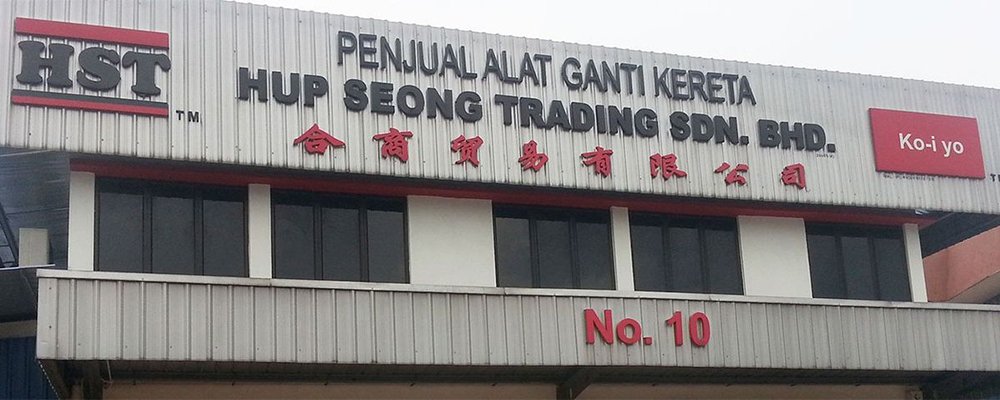 HST
TM
PENJUAL ALAT GANTI KERETA
HUP SEONG TRADING SDN. BHD.
合商贸易有限公司
Ko-i yo
No. 10